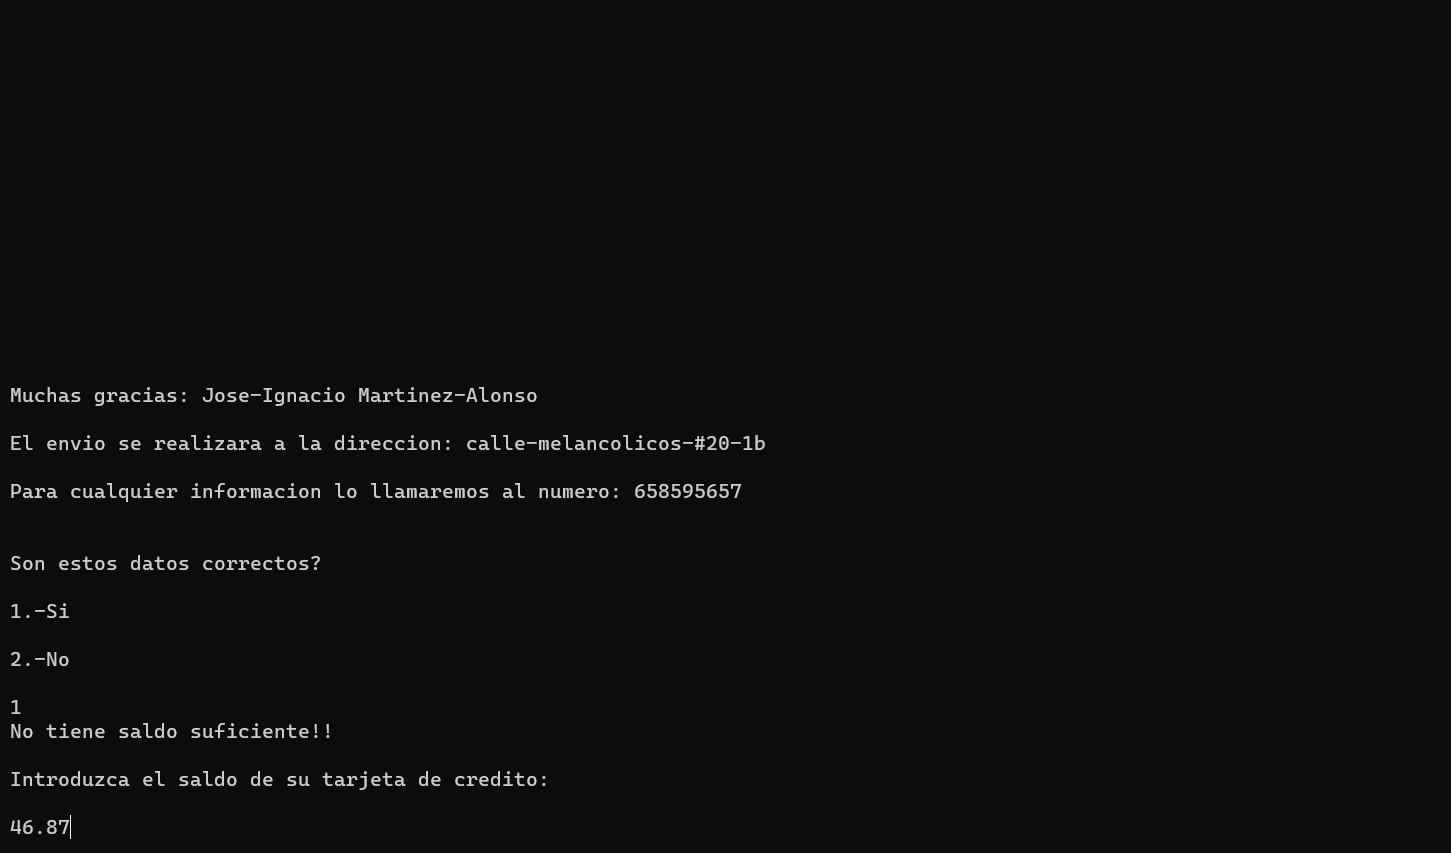 Muchas gracias: Jose-Ignacio Martinez-Alonso
El envio se realizara a la direccion: calle-melancolicos-#20-1b
Para cualquier informacion lo llamaremos al numero: 658595657
Son estos datos correctos?
1.-Si
2.-No
1
No tiene saldo suficiente!!
Introduzca el saldo de su tarjeta de credito:
46.87